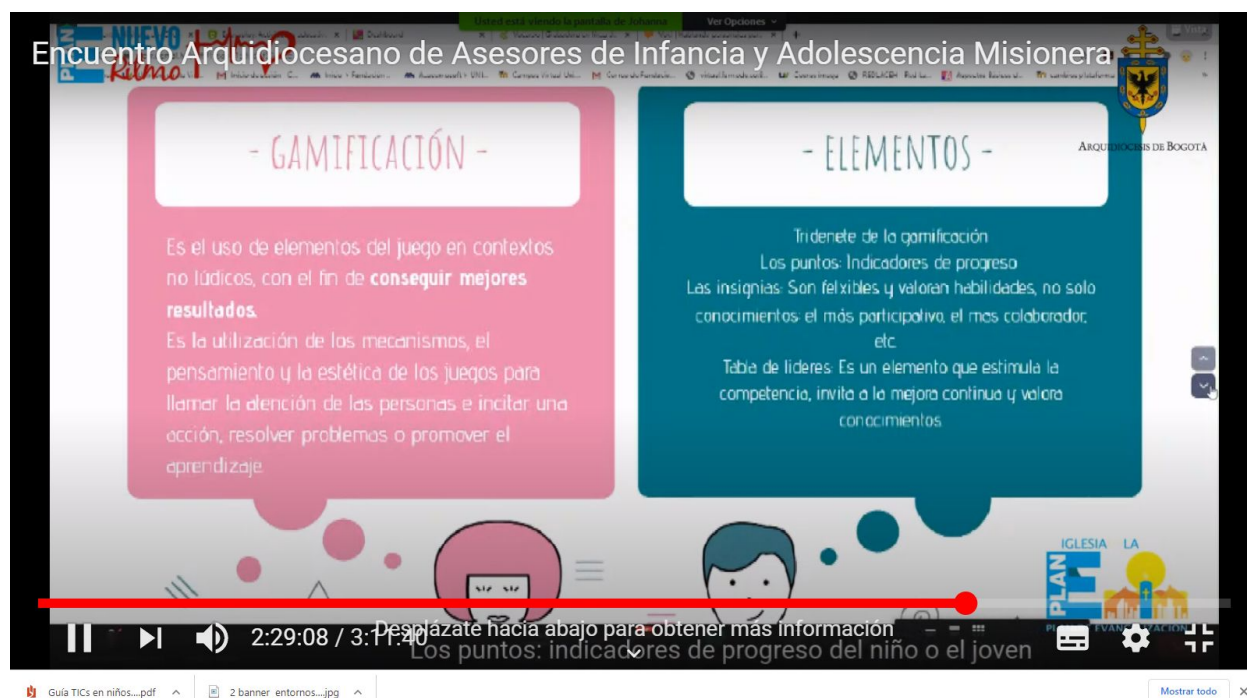 Usted está viendo la pantalla de Johanna
Ver Opciones
Vista
NUEVO
Ritmo
Encuentro Arquidiocesano de Asesores de Infancia y Adolescencia Misionera
ARQUIDIOCESIS DE BOGOTÁ
- GAMIFICACIÓN -
Es el uso de elementos del juego en contextos
no lúdicos, con el fin de conseguir mejores
resultados.
Es la utilización de los mecanismos, el
pensamiento y la estética de los juegos para
llamar la atención de las personas e incitar una
acción, resolver problemas o promover el
aprendizaje.
- ELEMENTOS -
Tridenete de la gamificación
Los puntos: Indicadores de progreso
Las insignias: Son felxibles y valoran habilidades, no solo
conocimientos: el más participativo, el mas colaborador,
etc.
Tabla de lideres: Es un elemento que estimula la
competencia, invita a la mejora continua y valora
conocimientos.
IGLESIA LA
PLAN E
EVANGELIZACIÓN
2:29:08 / 3:11:40
Desplázate hacia abajo para obtener más información
Los puntos: indicadores de progreso del niño o el joven
Guía TICs en niños....pdf
2 banner entornos....jpg
Mostrar todo